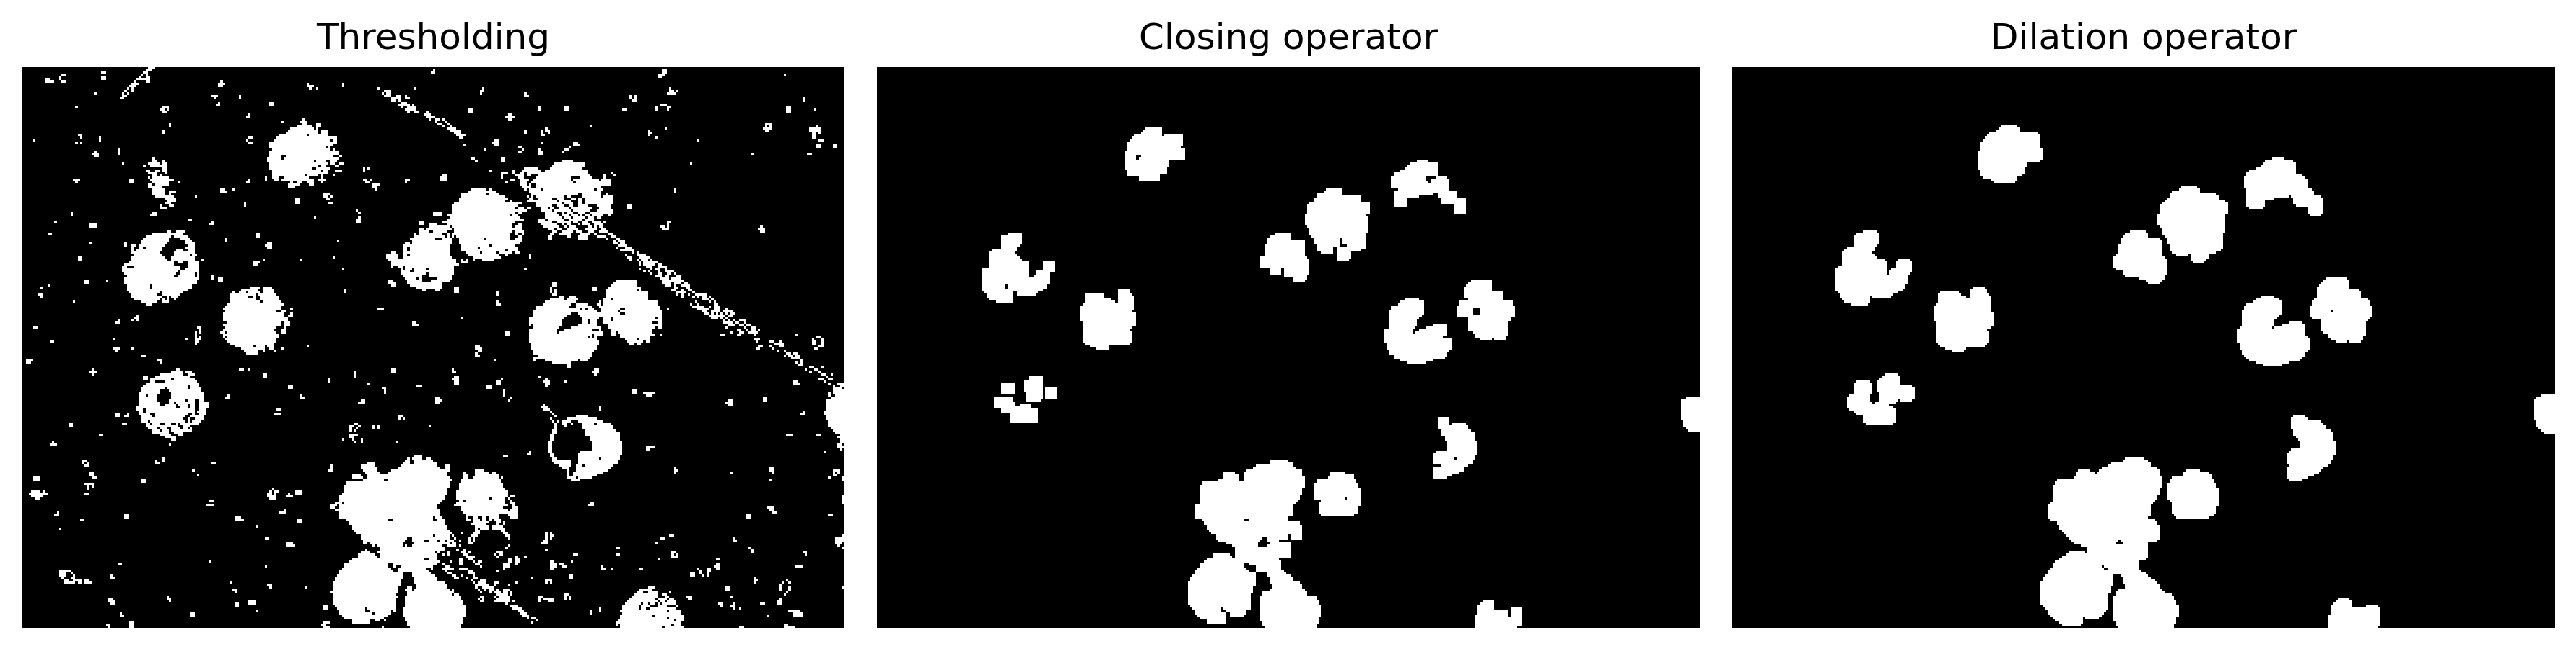 Thresholding
Closing operator
Dilation operator